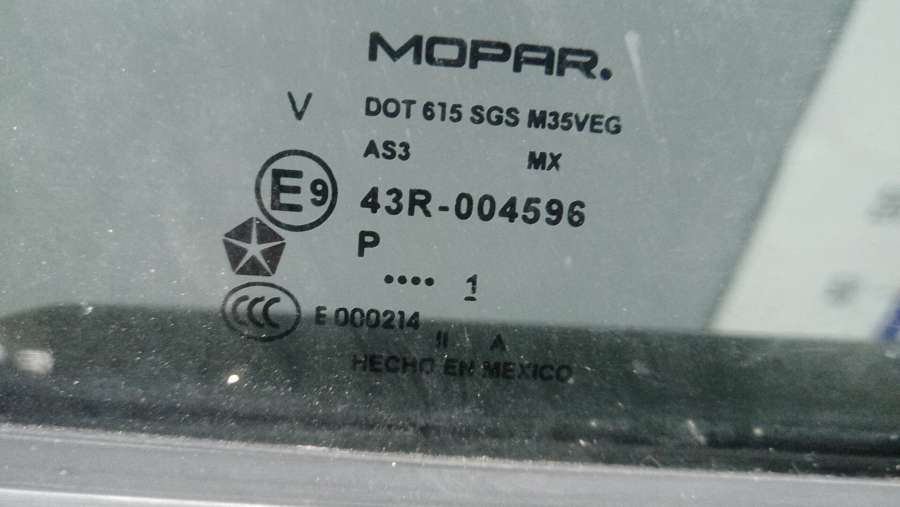 MOPAR.
V DOT 615 SGS M35VEG
AS3 MX
E9 43R-004596
P
•••• 1
CCC E 000214
II A
HECHO EN MEXICO